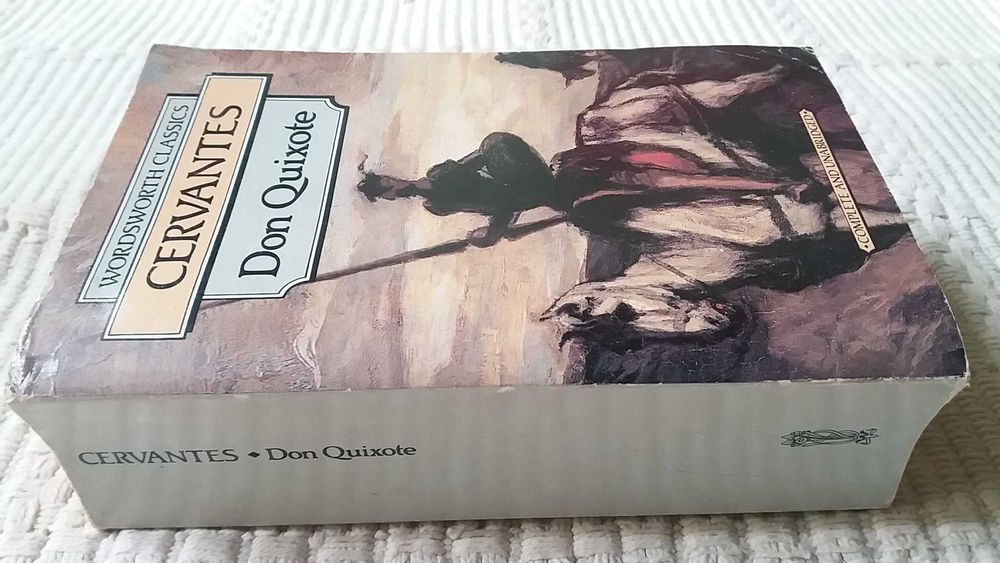 WORDSWORTH CLASSICS
CERVANTES
Don Quixote
• COMPLETE AND UNABRIDGED •
CERVANTES ◆ Don Quixote